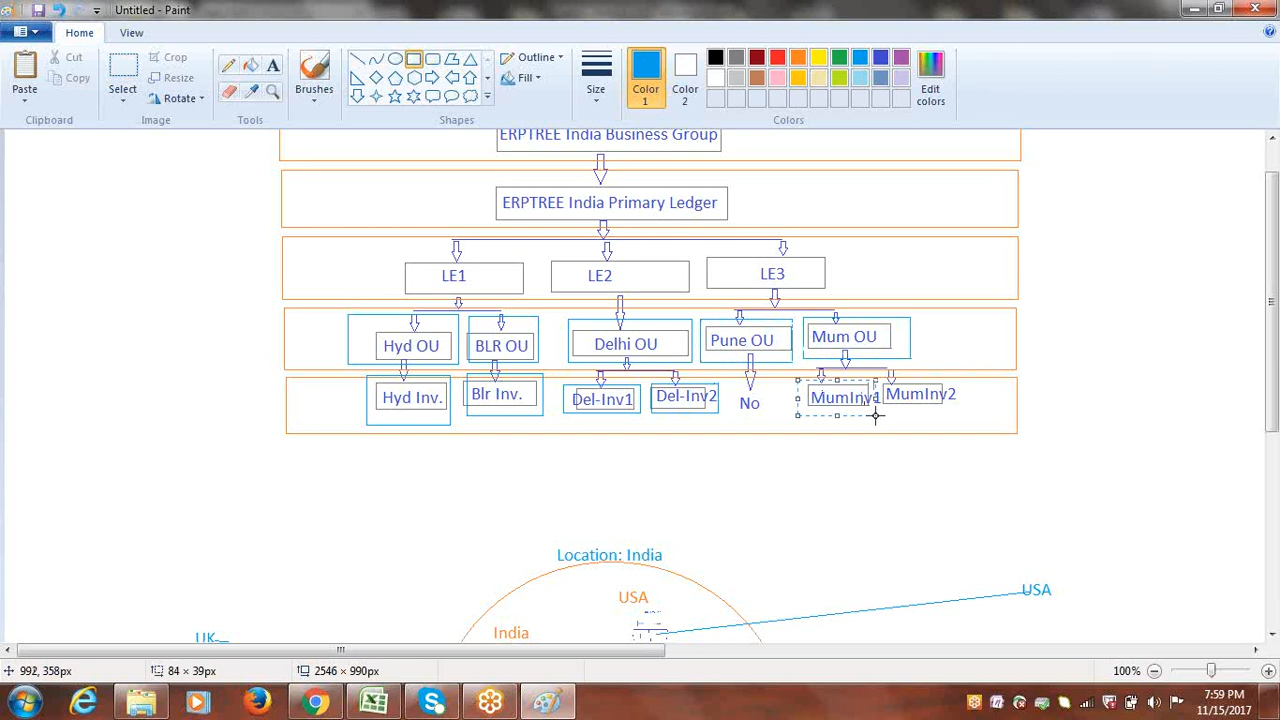 Untitled - Paint
Home View
Paste
Cut
Copy
Clipboard
Select
Crop
Resize
Rotate
Image
A
Tools
Brushes
Outline
Fill
Shapes
Size
Color 1
Color 2
Edit colors
Colors
ERPTREE India Business Group
ERPTREE India Primary Ledger
LE1 LE2 LE3
Hyd OU BLR OU Delhi OU Pune OU Mum OU
Hyd Inv. Blr Inv. Del-Inv1 Del-Inv2 No MumInv1 MumInv2
Location: India
USA
USA
India
UK
992, 358px 84 × 39px 2546 × 990px 100%
7:59 PM
11/15/2017